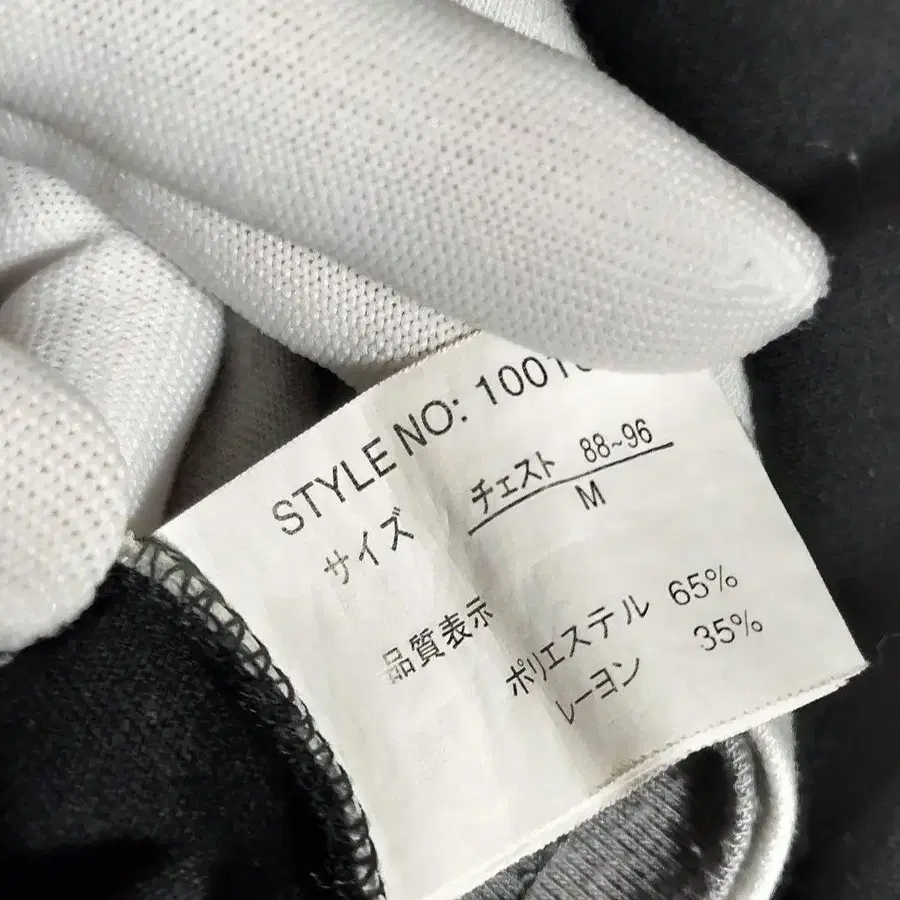 STYLE NO: 1001
サイズ
チェスト 88~96
M
品質表示
ポリエステル 65%
レーヨン 35%